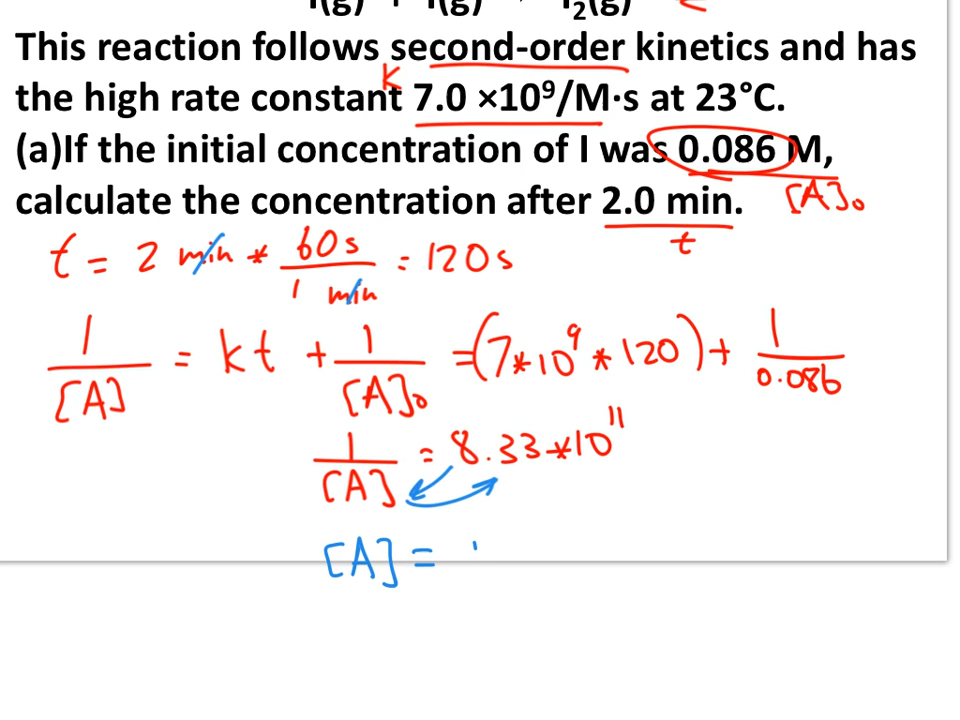 I(g) + I(g) → I₂(g)
This reaction follows second-order kinetics and has
K
the high rate constant 7.0 ×10⁹/M·s at 23°C.
(a)If the initial concentration of I was 0.086 M,
calculate the concentration after 2.0 min. [A]₀
t
t = 2 min * 60s / 1 min = 120s
1/[A] = kt + 1/[A]₀ = (7*10⁹*120) + 1/0.086
1/[A] = 8.33*10¹¹
[A] =